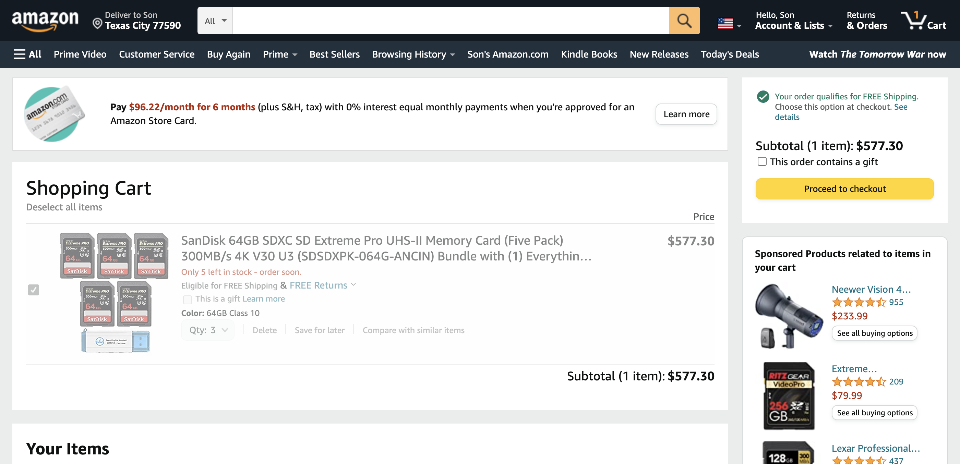 amazon
Deliver to Son
Texas City 77590
All
Hello, Son
Account & Lists
Returns
& Orders
1
Cart
All
Prime Video
Customer Service
Buy Again
Prime
Best Sellers
Browsing History
Son's Amazon.com
Kindle Books
New Releases
Today's Deals
Watch The Tomorrow War now
amazon.com
Pay $96.22/month for 6 months (plus S&H, tax) with 0% interest equal monthly payments when you're approved for an
Amazon Store Card.
Learn more
Your order qualifies for FREE Shipping.
Choose this option at checkout. See
details
Subtotal (1 item): $577.30
This order contains a gift
Proceed to checkout
Shopping Cart
Deselect all items
Price
SanDisk 64GB SDXC SD Extreme Pro UHS-II Memory Card (Five Pack)
300MB/s 4K V30 U3 (SDSDXPK-064G-ANCIN) Bundle with (1) Everythin...
$577.30
Only 5 left in stock - order soon.
Eligible for FREE Shipping & FREE Returns
This is a gift Learn more
Color: 64GB Class 10
Qty: 3
Delete
Save for later
Compare with similar items
Subtotal (1 item): $577.30
Your Items
Sponsored Products related to items in
your cart
Neewer Vision 4...
955
$233.99
See all buying options
Extreme...
209
$79.99
See all buying options
RITZ GEAR
VideoPro
256
GB
Lexar Professional...
437
128GB